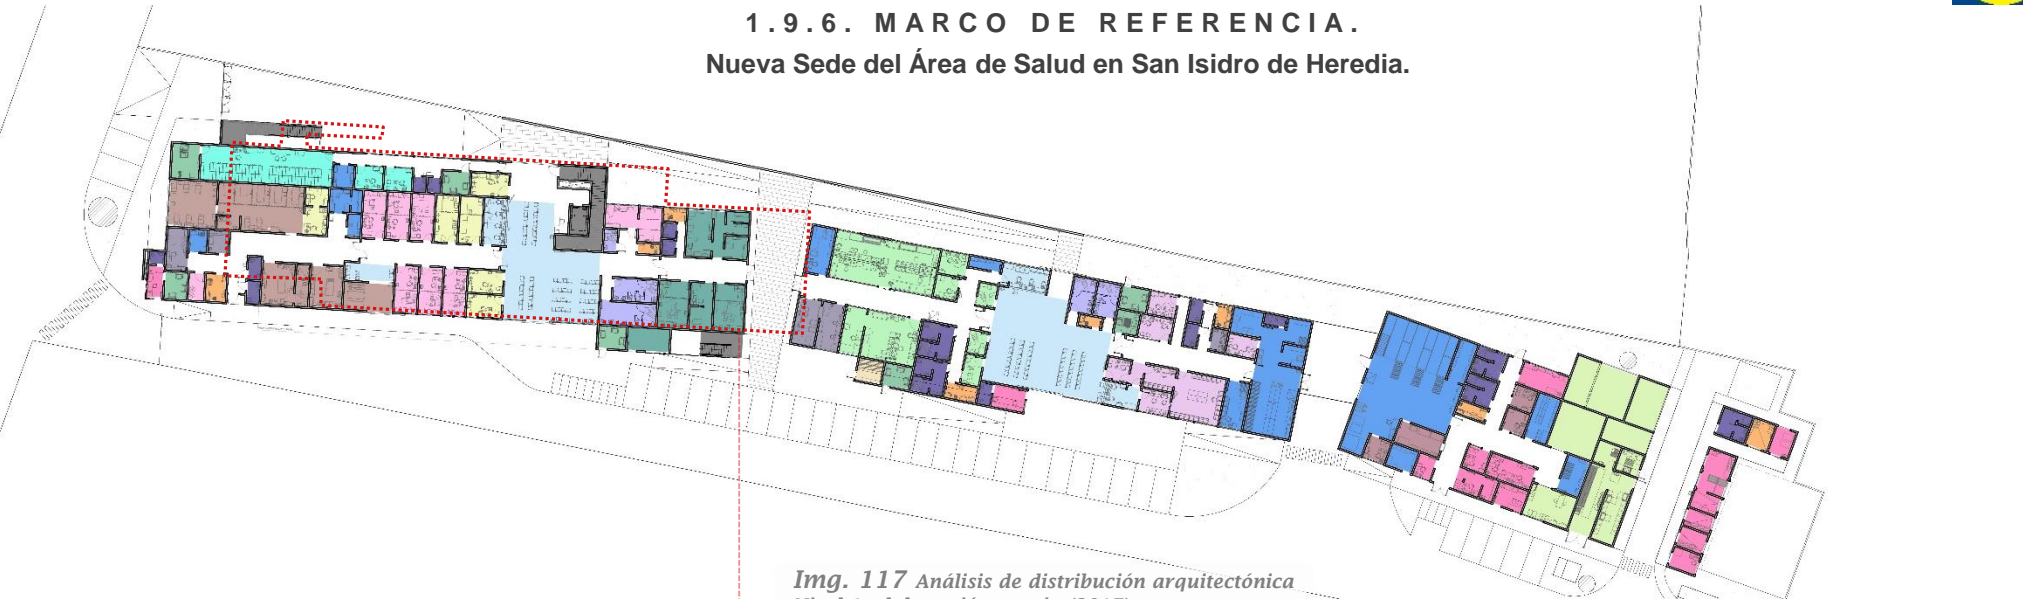 1.9.6. MARCO DE REFERENCIA.
Nueva Sede del Área de Salud en San Isidro de Heredia.
Img. 117 Análisis de distribución arquitectónica